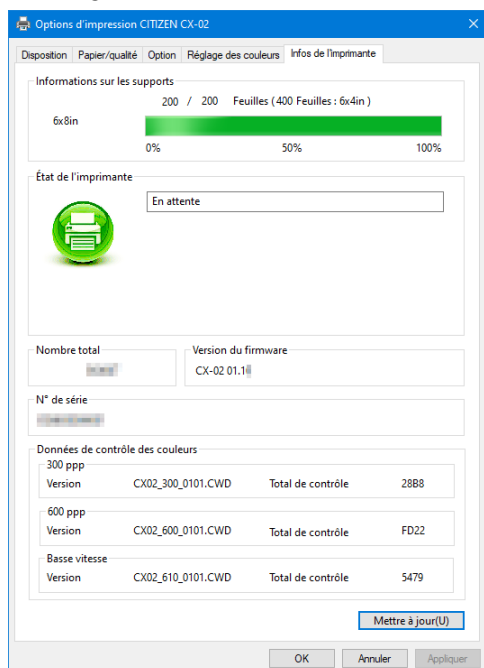 Options d'impression CITIZEN CX-02
Disposition Papier/qualité Option Réglage des couleurs Infos de l'imprimante
Informations sur les supports
200 / 200 Feuilles ( 400 Feuilles : 6x4in )
6x8in
0% 50% 100%
État de l'imprimante
En attente
Nombre total Version du firmware
CX-02 01.1
N° de série
Données de contrôle des couleurs
300 ppp
Version CX02_300_0101.CWD Total de contrôle 28B8
600 ppp
Version CX02_600_0101.CWD Total de contrôle FD22
Basse vitesse
Version CX02_610_0101.CWD Total de contrôle 5479
Mettre à jour(U)
OK Annuler Appliquer